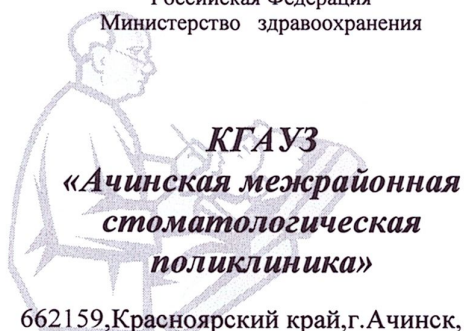 Российская Федерация
Министерство здравоохранения
КГАУЗ
«Ачинская межрайонная
стоматологическая
поликлиника»
662159,Красноярский край,г.Ачинск,